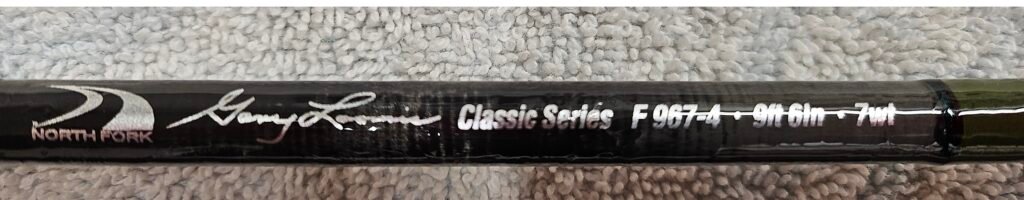 NORTH FORK
Gary Loomis Classic Series F 967-4 · 9ft 6in · 7wt